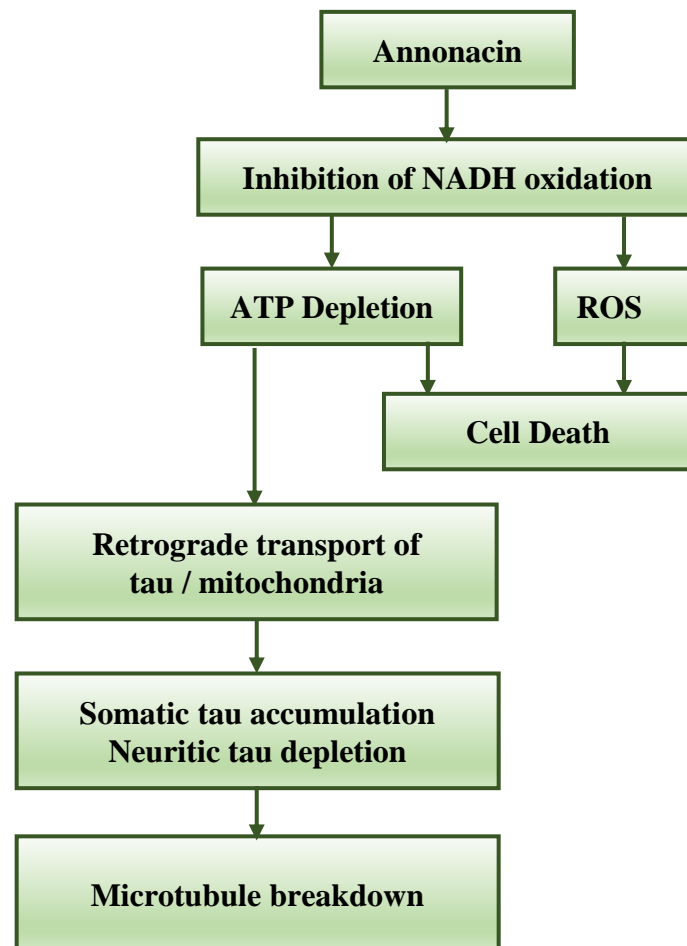 Annonacin
Inhibition of NADH oxidation
ATP Depletion
ROS
Cell Death
Retrograde transport of
tau / mitochondria
Somatic tau accumulation
Neuritic tau depletion
Microtubule breakdown